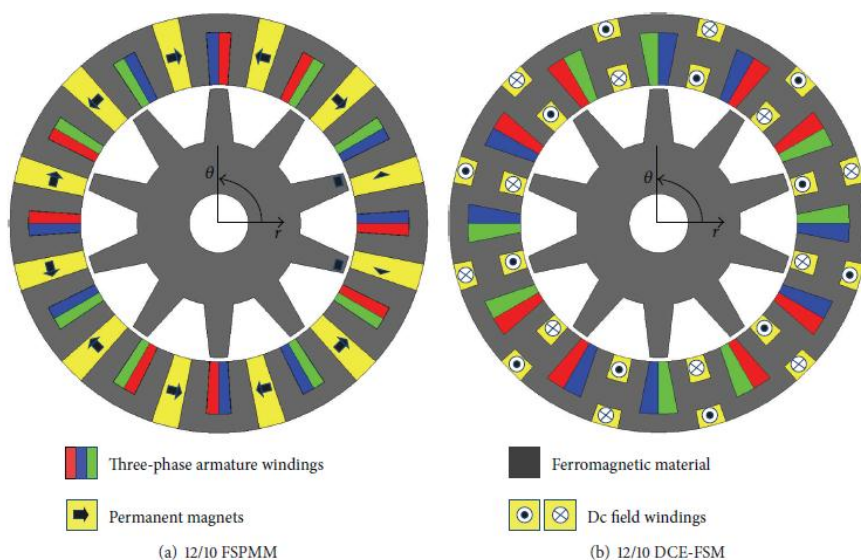 θ
r
θ
r
Three-phase armature windings
Ferromagnetic material
Permanent magnets
Dc field windings
(a) 12/10 FSPMM
(b) 12/10 DCE-FSM